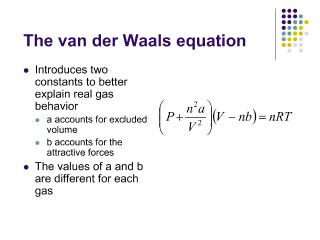 The van der Waals equation
Introduces two
constants to better
explain real gas
behavior
a accounts for excluded
volume
b accounts for the
attractive forces
The values of a and b
are different for each
gas
(P + n²a/V²)(V − nb) = nRT